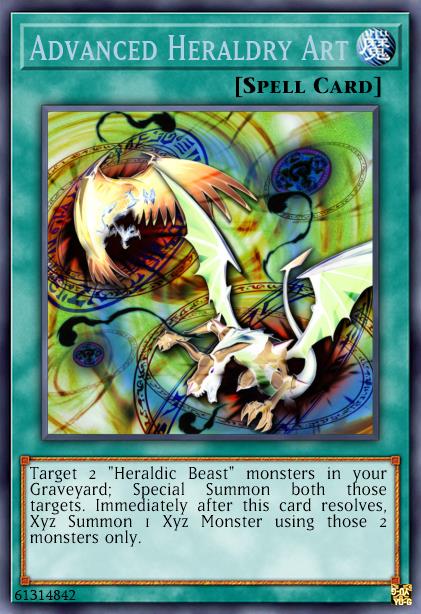 Advanced Heraldry Art
魔
[Spell Card]
Target 2 "Heraldic Beast" monsters in your
Graveyard; Special Summon both those
targets. Immediately after this card resolves,
Xyz Summon 1 Xyz Monster using those 2
monsters only.
61314842